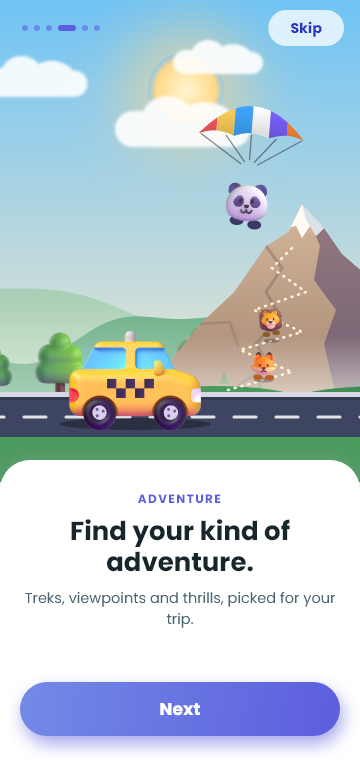 Skip
ADVENTURE
Find your kind of
adventure.
Treks, viewpoints and thrills, picked for your
trip.
Next